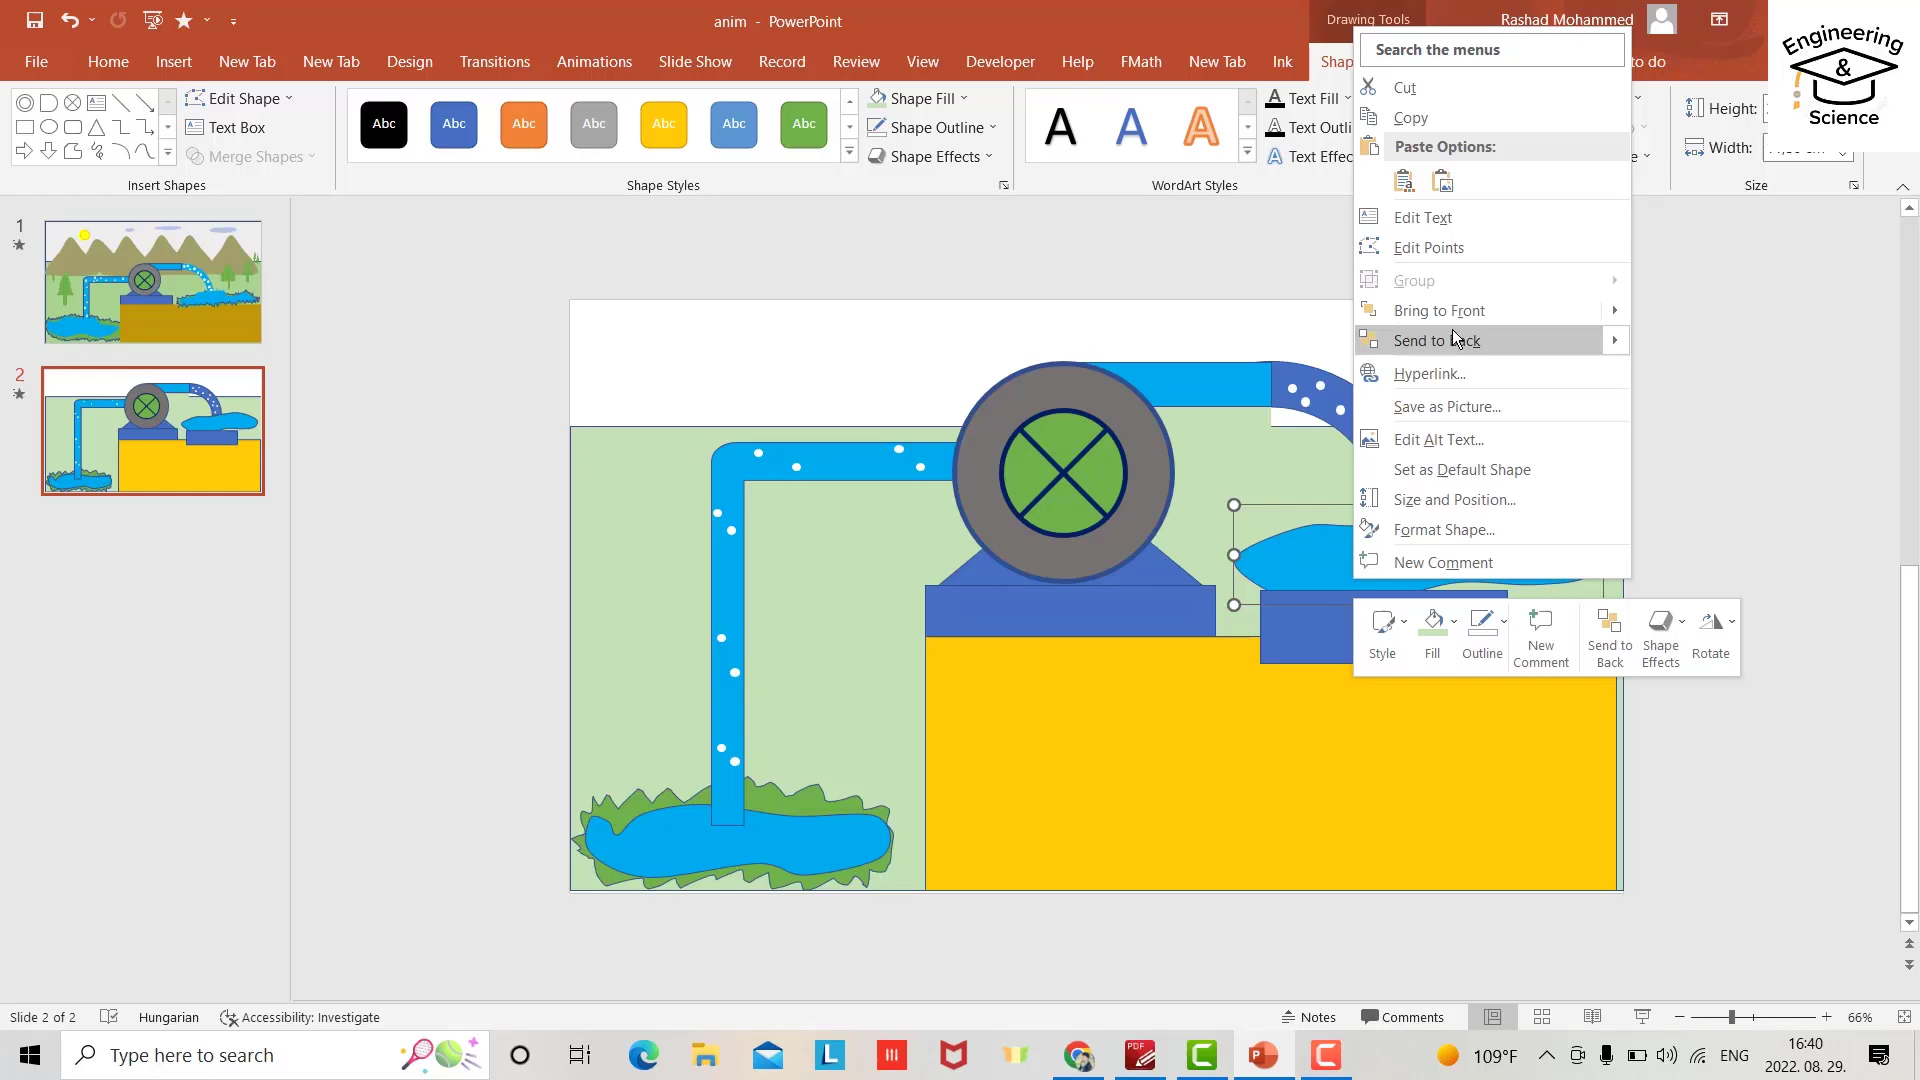 anim - PowerPoint
Drawing Tools
Rashad Mohammed
Engineering
&
Science
File Home Insert New Tab New Tab Design Transitions Animations Slide Show Record Review View Developer Help FMath New Tab Ink Shap
to do
Edit Shape
Text Box
Merge Shapes
Insert Shapes
Abc Abc Abc Abc Abc Abc Abc
Shape Fill
Shape Outline
Shape Effects
Shape Styles
A A A
Text Fill
Text Outli
Text Effec
WordArt Styles
Height:
Width:
Size
Search the menus
Cut
Copy
Paste Options:
Edit Text
Edit Points
Group
Bring to Front
Send to
Hyperlink...
Save as Picture...
Edit Alt Text...
Set as Default Shape
Size and Position...
Format Shape...
New Comment
Style
Fill
Outline
New Comment
Send to Back
Shape Effects
Rotate
1
2
Slide 2 of 2
Hungarian
Accessibility: Investigate
Notes
Comments
66%
Type here to search
L
PDF
C
P
C
109°F
ENG
16:40
2022. 08. 29.